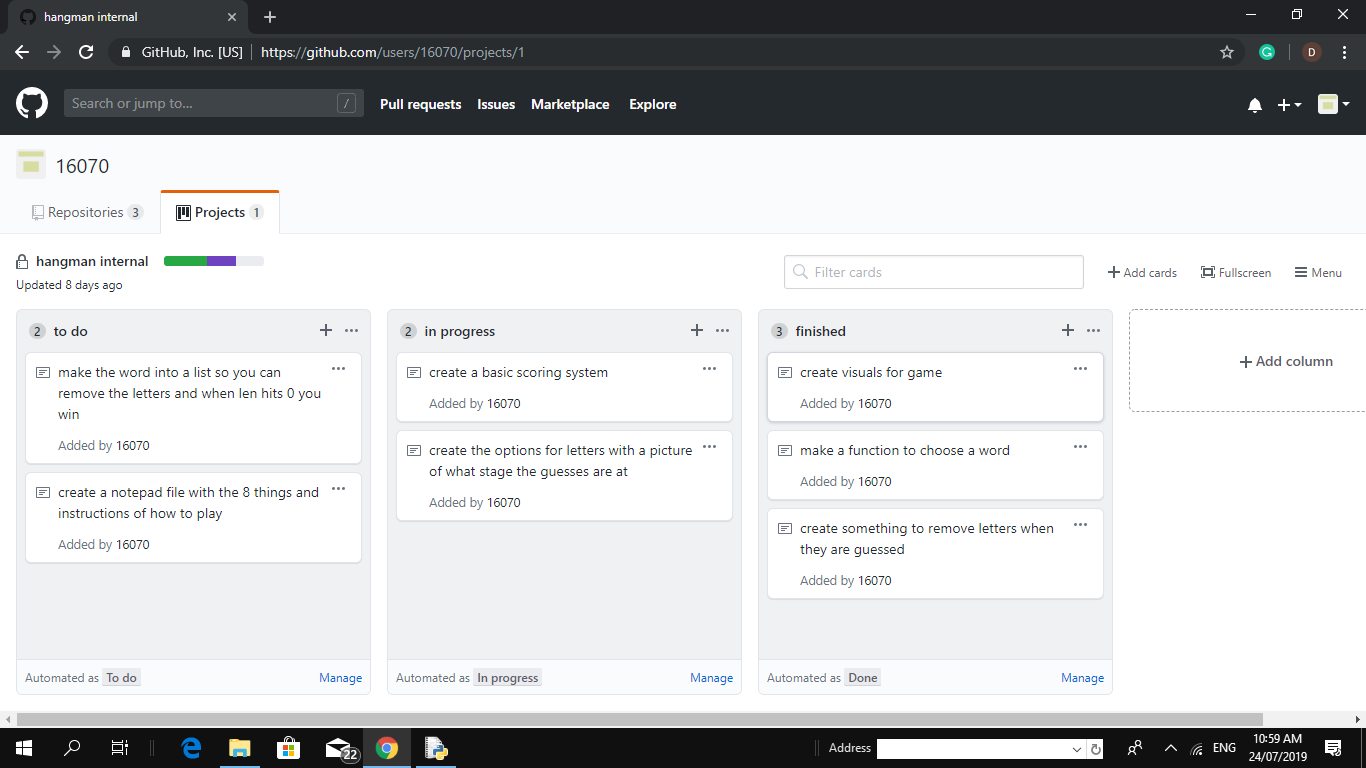 hangman internal
GitHub, Inc. [US] https://github.com/users/16070/projects/1
D
Search or jump to... /
Pull requests Issues Marketplace Explore
16070
Repositories 3 Projects 1
hangman internal
Updated 8 days ago
Filter cards
Add cards Fullscreen Menu
2 to do
make the word into a list so you can
remove the letters and when len hits 0 you
win
Added by 16070
create a notepad file with the 8 things and
instructions of how to play
Added by 16070
Automated as To do Manage
2 in progress
create a basic scoring system
Added by 16070
create the options for letters with a picture
of what stage the guesses are at
Added by 16070
Automated as In progress Manage
3 finished
create visuals for game
Added by 16070
make a function to choose a word
Added by 16070
create something to remove letters when
they are guessed
Added by 16070
Automated as Done Manage
Add column
22
Address
ENG
10:59 AM
24/07/2019